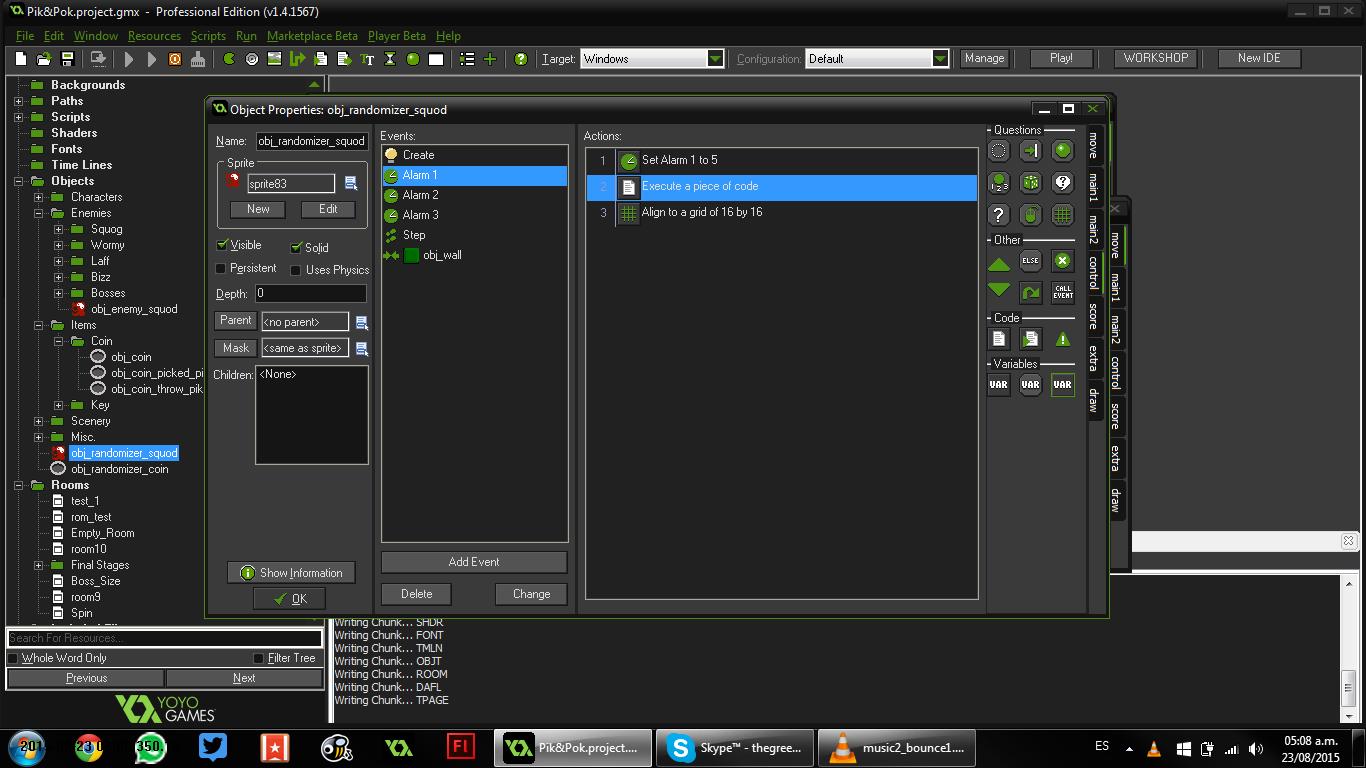 Pik&Pok.project.gmx - Professional Edition (v1.4.1567)
File Edit Window Resources Scripts Run Marketplace Beta Player Beta Help
Target: Windows Configuration: Default Manage Play! WORKSHOP New IDE
Backgrounds
Paths
Scripts
Shaders
Fonts
Time Lines
Objects
Characters
Enemies
Squog
Wormy
Laff
Bizz
Bosses
obj_enemy_squod
Items
Coin
obj_coin
obj_coin_picked_pi
obj_coin_throw_pik
Key
Scenery
Misc.
obj_randomizer_squod
obj_randomizer_coin
Rooms
test_1
rom_test
Empty_Room
room10
Final Stages
Boss_Size
room9
Spin
Search For Resources...
Whole Word Only Filter Tree
Previous Next
YOYO
GAMES
Object Properties: obj_randomizer_squod
Name: obj_randomizer_squod
Sprite
sprite83
New Edit
Visible Solid
Persistent Uses Physics
Depth: 0
Parent <no parent>
Mask <same as sprite>
Children: <None>
Show Information
OK
Events:
Create
Alarm 1
Alarm 2
Alarm 3
Step
obj_wall
Add Event
Delete Change
Actions:
1 Set Alarm 1 to 5
2 Execute a piece of code
3 Align to a grid of 16 by 16
Questions
Other
ELSE
CALL EVENT
Code
Variables
VAR VAR VAR
move
main1
main2
control
score
extra
draw
move
main1
main2
control
score
extra
draw
Writing Chunk... SHDR
Writing Chunk... FONT
Writing Chunk... TMLN
Writing Chunk... OBJT
Writing Chunk... ROOM
Writing Chunk... DAFL
Writing Chunk... TPAGE
Pik&Pok.project....
Skype™ - thegree...
music2_bounce1....
ES
05:08 a.m.
23/08/2015